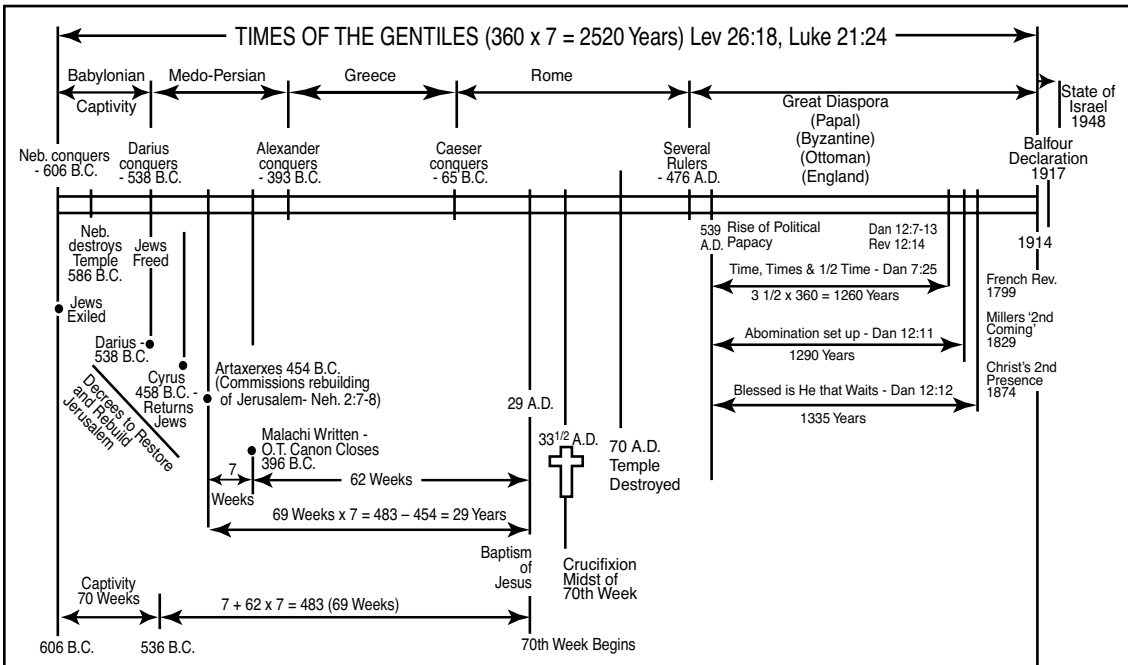 TIMES OF THE GENTILES (360 x 7 = 2520 Years) Lev 26:18, Luke 21:24
Babylonian
Captivity
Medo-Persian
Greece
Rome
Great Diaspora
(Papal)
(Byzantine)
(Ottoman)
(England)
State of
Israel
1948
Neb. conquers
- 606 B.C.
Darius
conquers
- 538 B.C.
Alexander
conquers
- 393 B.C.
Caeser
conquers
- 65 B.C.
Several
Rulers
- 476 A.D.
Balfour
Declaration
1917
Neb.
destroys
Temple
586 B.C.
Jews
Freed
539
A.D.
Rise of Political
Papacy
Dan 12:7-13
Rev 12:14
1914
Jews
Exiled
Time, Times & 1/2 Time - Dan 7:25
3 1/2 x 360 = 1260 Years
French Rev.
1799
Darius -
538 B.C.
Cyrus
458 B.C. -
Returns
Jews
Decrees to Restore
and Rebuild
Jerusalem
Artaxerxes 454 B.C.
(Commissions rebuilding
of Jerusalem- Neh. 2:7-8)
Abomination set up - Dan 12:11
1290 Years
Millers ‘2nd
Coming’
1829
Blessed is He that Waits - Dan 12:12
1335 Years
Christ’s 2nd
Presence
1874
29 A.D.
33 1/2 A.D.
70 A.D.
Temple
Destroyed
Malachi Written -
O.T. Canon Closes
396 B.C.
7
Weeks
62 Weeks
69 Weeks x 7 = 483 – 454 = 29 Years
Baptism
of
Jesus
Crucifixion
Midst of
70th Week
Captivity
70 Weeks
7 + 62 x 7 = 483 (69 Weeks)
606 B.C.
536 B.C.
70th Week Begins